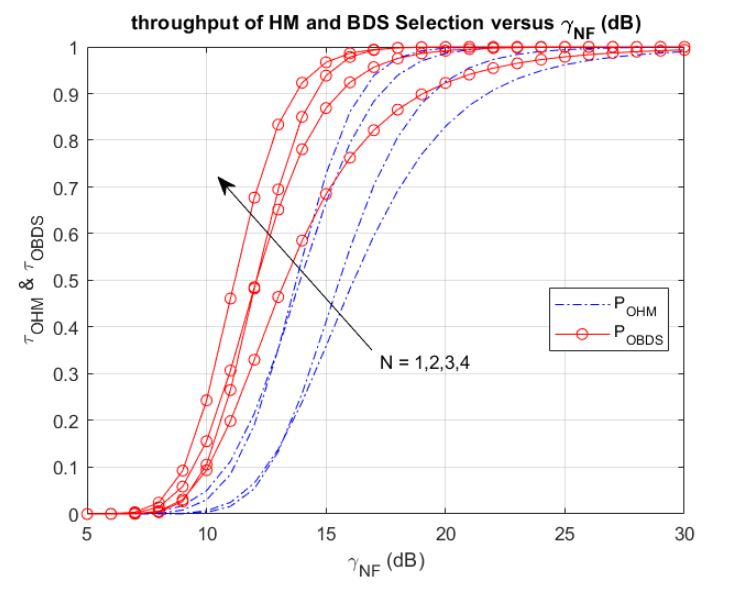 throughput of HM and BDS Selection versus γNF (dB)
1
0.9
0.8
0.7
0.6
0.5
0.4
0.3
0.2
0.1
0
τOHM & τOBDS
POHM
POBDS
N = 1,2,3,4
5 10 15 20 25 30
γNF (dB)